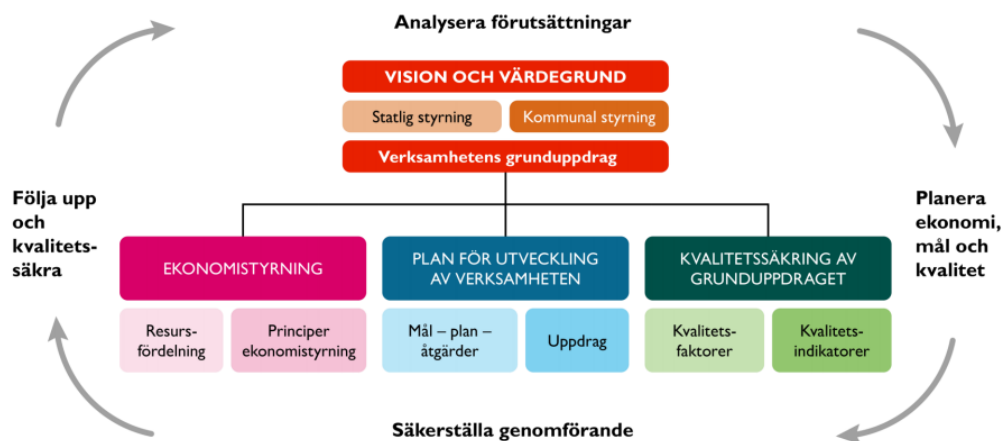 Analysera förutsättningar
VISION OCH VÄRDEGRUND
Statlig styrning
Kommunal styrning
Verksamhetens grunduppdrag
Följa upp
och
kvalitets-
säkra
Planera
ekonomi,
mål och
kvalitet
EKONOMISTYRNING
PLAN FÖR UTVECKLING
AV VERKSAMHETEN
KVALITETSSÄKRING AV
GRUNDUPPDRAGET
Resurs-
fördelning
Principer
ekonomistyrning
Mål – plan –
åtgärder
Uppdrag
Kvalitets-
faktorer
Kvalitets-
indikatorer
Säkerställa genomförande